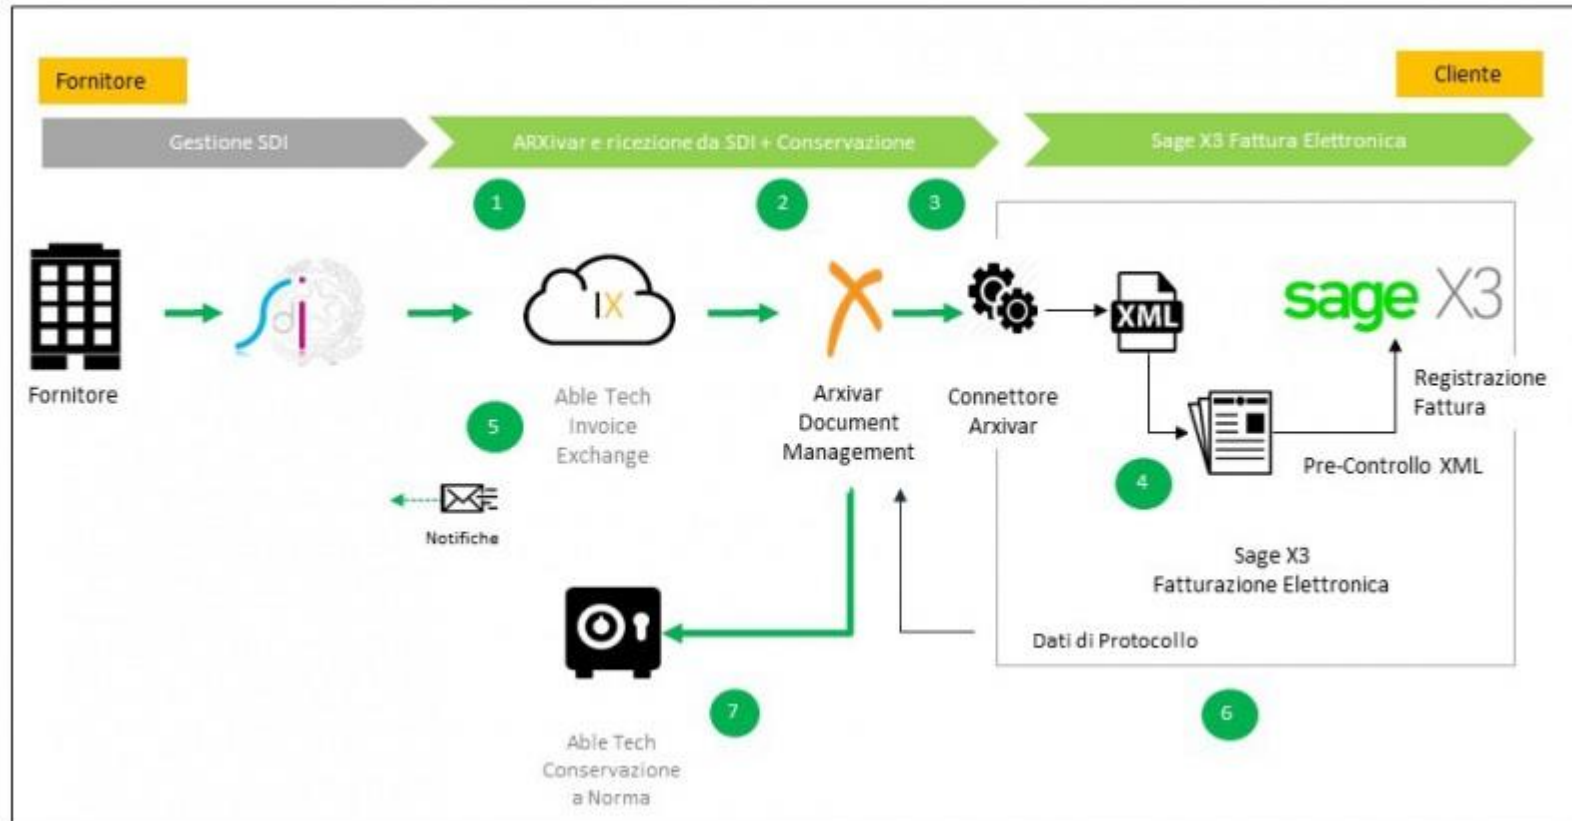 Fornitore
Cliente
Gestione SDI
ARXivar e ricezione da SDI + Conservazione
Sage X3 Fattura Elettronica
1
2
3
Fornitore
Sdi
IX
Able Tech
Invoice
Exchange
5
Notifiche
Arxivar
Document
Management
Connettore
Arxivar
XML
sage X3
Registrazione
Fattura
Pre-Controllo XML
4
Sage X3
Fatturazione Elettronica
Dati di Protocollo
6
7
Able Tech
Conservazione
a Norma